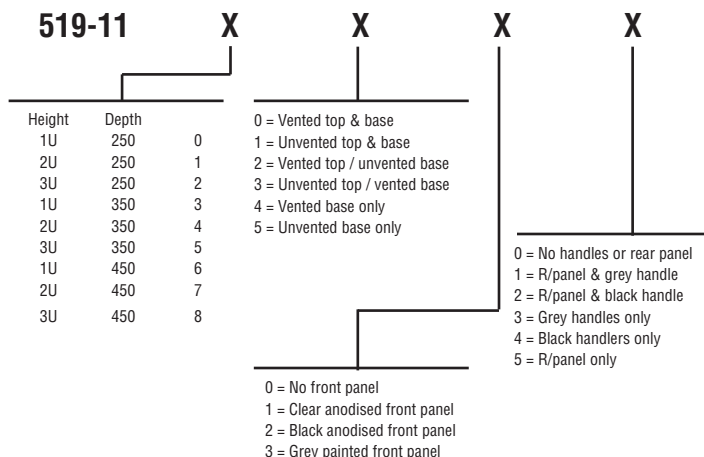 519-11 X X X X
Height Depth
1U 250 0
2U 250 1
3U 250 2
1U 350 3
2U 350 4
3U 350 5
1U 450 6
2U 450 7
3U 450 8
0 = Vented top & base
1 = Unvented top & base
2 = Vented top / unvented base
3 = Unvented top / vented base
4 = Vented base only
5 = Unvented base only
0 = No front panel
1 = Clear anodised front panel
2 = Black anodised front panel
3 = Grey painted front panel
0 = No handles or rear panel
1 = R/panel & grey handle
2 = R/panel & black handle
3 = Grey handles only
4 = Black handlers only
5 = R/panel only